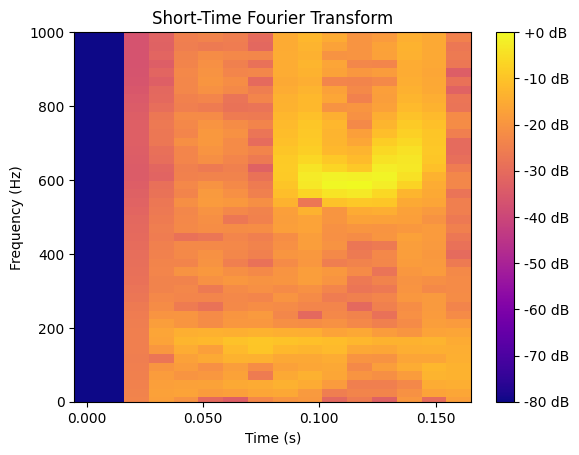 Short-Time Fourier Transform
1000
800
600
400
200
0
Frequency (Hz)
0.000
0.050
0.100
0.150
Time (s)
+0 dB
-10 dB
-20 dB
-30 dB
-40 dB
-50 dB
-60 dB
-70 dB
-80 dB